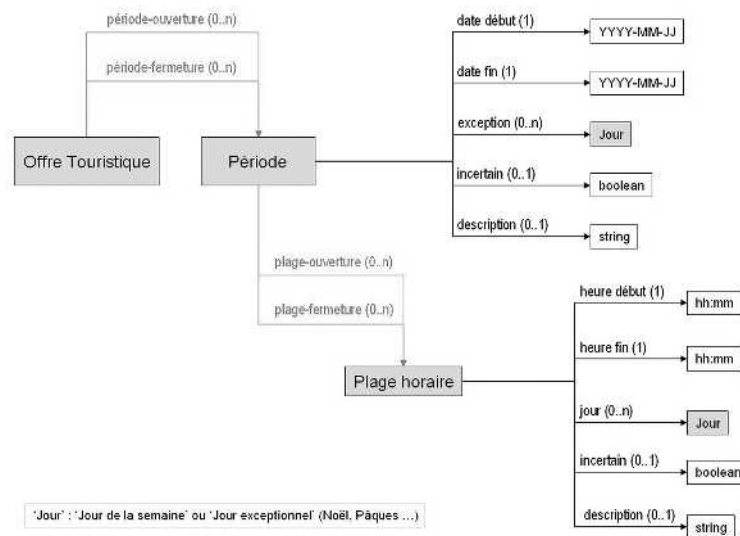 période-ouverture (0..n)
période-fermeture (0..n)
Offre Touristique
Période
date début (1)
YYYY-MM-JJ
date fin (1)
YYYY-MM-JJ
exception (0..n)
Jour
incertain (0..1)
boolean
description (0..1)
string
plage-ouverture (0..n)
plage-fermeture (0..n)
Plage horaire
heure début (1)
hh:mm
heure fin (1)
hh:mm
jour (0..n)
Jour
incertain (0..1)
boolean
description (0..1)
string
'Jour' : 'Jour de la semaine' ou 'Jour exceptionnel' (Noël, Pâques ...)